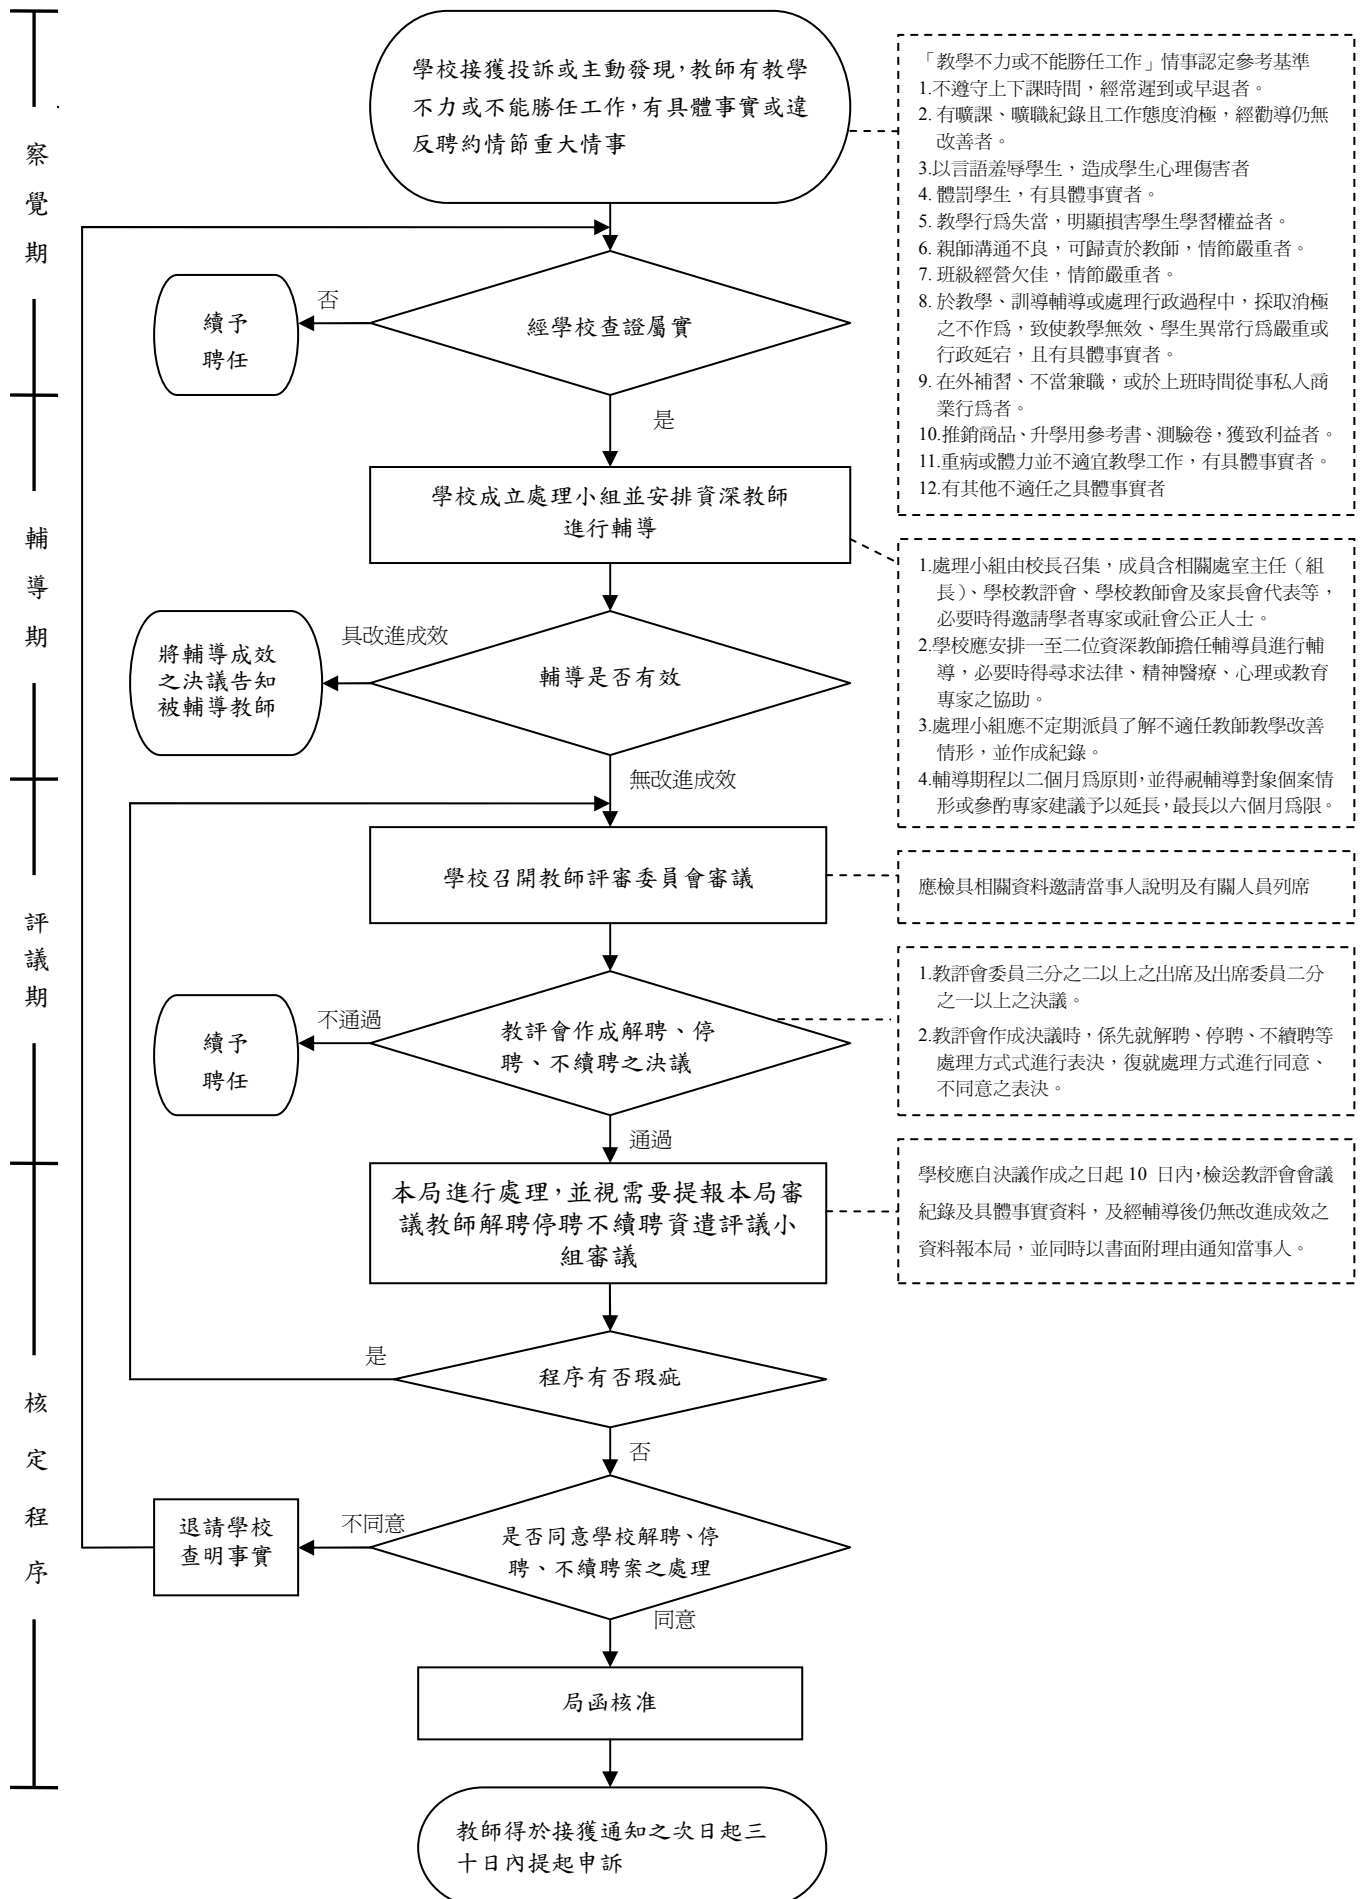 察
覺
期
輔
導
期
評
議
期
核
定
程
序
學校接獲投訴或主動發現,教師有教學
不力或不能勝任工作,有具體事實或違
反聘約情節重大情事
「教學不力或不能勝任工作」情事認定參考基準
1.不遵守上下課時間,經常遲到或早退者。
2. 有曠課、曠職紀錄且工作態度消極,經勸導仍無
改善者。
3.以言語羞辱學生,造成學生心理傷害者
4. 體罰學生,有具體事實者。
5. 教學行為失當,明顯損害學生學習權益者。
6. 親師溝通不良,可歸責於教師,情節嚴重者。
7. 班級經營欠佳,情節嚴重者。
8. 於教學、訓導輔導或處理行政過程中,採取消極
之不作為,致使教學無效、學生異常行為嚴重或
行政延宕,且有具體事實者。
9. 在外補習、不當兼職,或於上班時間從事私人商
業行為者。
10.推銷商品、升學用參考書、測驗卷,獲致利益者。
11.重病或體力並不適宜教學工作,有具體事實者。
12.有其他不適任之具體事實者
經學校查證屬實
否
續予
聘任
是
學校成立處理小組並安排資深教師
進行輔導
1.處理小組由校長召集,成員含相關處室主任(組
長)、學校教評會、學校教師會及家長會代表等,
必要時得邀請學者專家或社會公正人士。
2.學校應安排一至二位資深教師擔任輔導員進行輔
導,必要時得尋求法律、精神醫療、心理或教育
專家之協助。
3.處理小組應不定期派員了解不適任教師教學改善
情形,並作成紀錄。
4.輔導期程以二個月為原則,並得視輔導對象個案情
形或參酌專家建議予以延長,最長以六個月為限。
輔導是否有效
具改進成效
將輔導成效
之決議告知
被輔導教師
無改進成效
學校召開教師評審委員會審議
應檢具相關資料邀請當事人說明及有關人員列席
教評會作成解聘、停
聘、不續聘之決議
不通過
續予
聘任
通過
1.教評會委員三分之二以上之出席及出席委員二分
之一以上之決議。
2.教評會作成決議時,係先就解聘、停聘、不續聘等
處理方式式進行表決,復就處理方式進行同意、
不同意之表決。
本局進行處理,並視需要提報本局審
議教師解聘停聘不續聘資遣評議小
組審議
學校應自決議作成之日起 10 日內,檢送教評會會議
紀錄及具體事實資料,及經輔導後仍無改進成效之
資料報本局,並同時以書面附理由通知當事人。
程序有否瑕疵
是
否
是否同意學校解聘、停
聘、不續聘案之處理
不同意
退請學校
查明事實
同意
局函核准
教師得於接獲通知之次日起三
十日內提起申訴